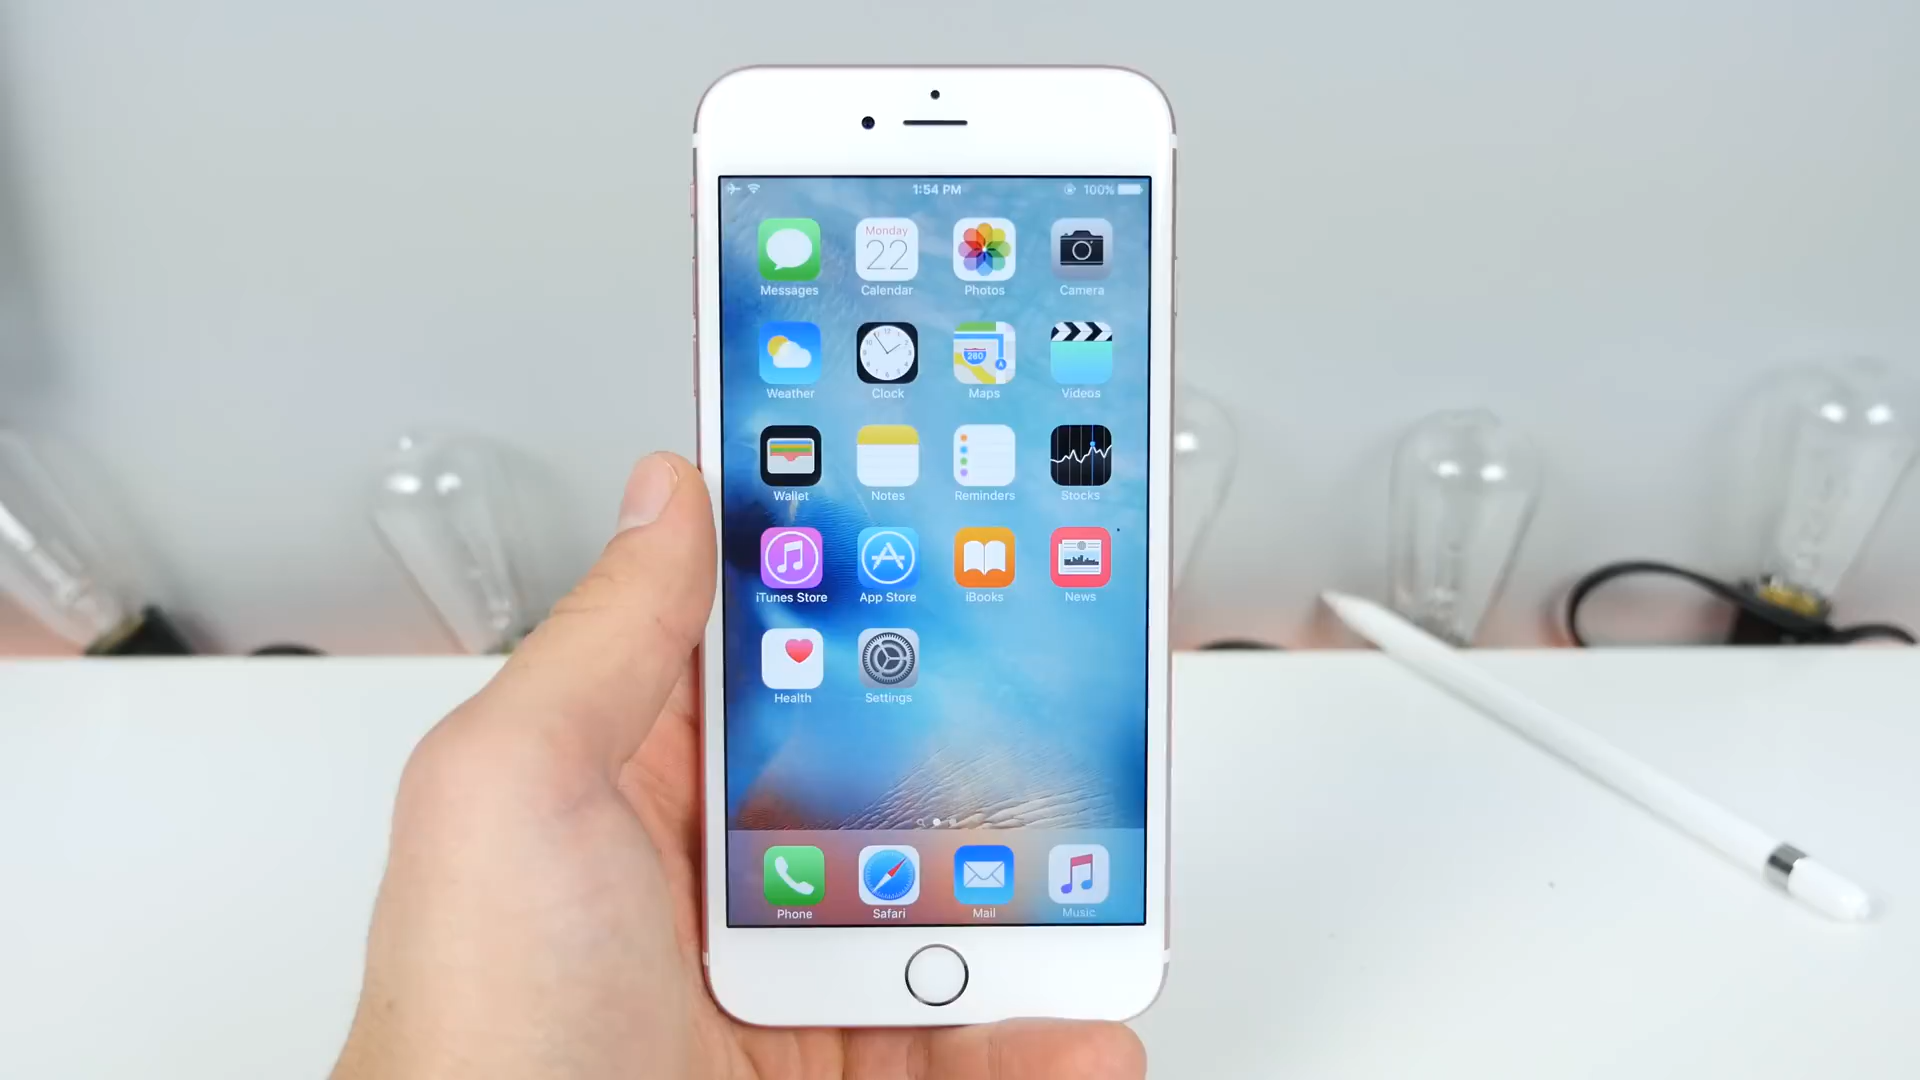 1:54 PM 100%
Monday
22
Messages Calendar Photos Camera
280
Weather Clock Maps Videos
Wallet Notes Reminders Stocks
iTunes Store App Store iBooks News
Health Settings
Phone Safari Mail Music